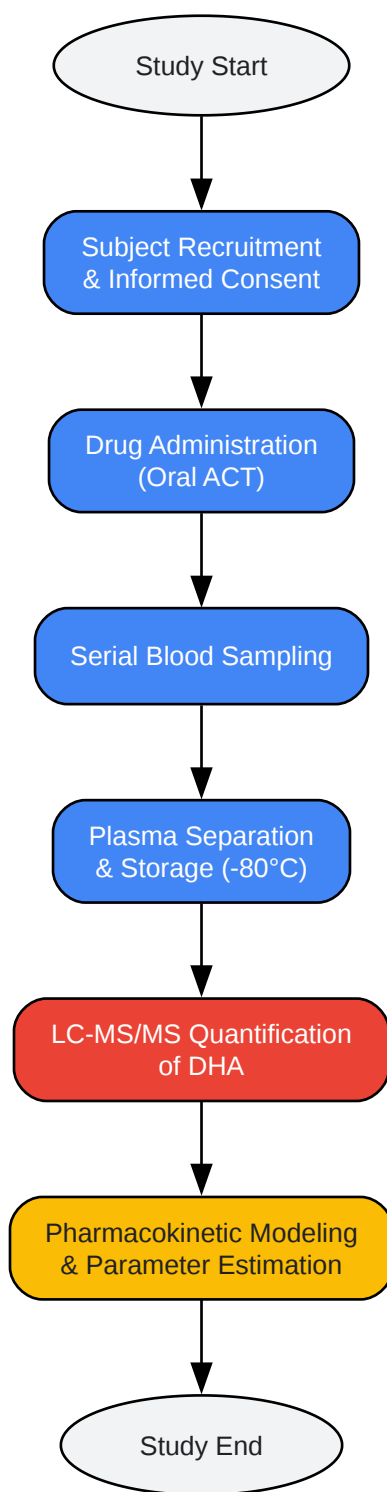 Study Start
Subject Recruitment
& Informed Consent
Drug Administration
(Oral ACT)
Serial Blood Sampling
Plasma Separation
& Storage (-80°C)
LC-MS/MS Quantification
of DHA
Pharmacokinetic Modeling
& Parameter Estimation
Study End